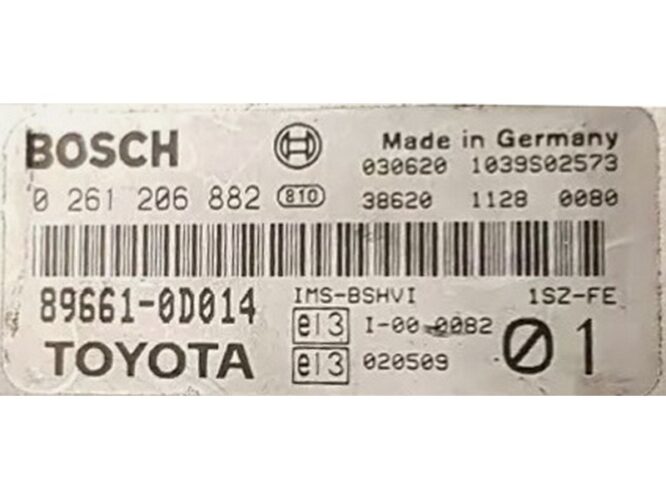 BOSCH Made in Germany
030620 1039S02573
0 261 206 882 810 38620 1128 0080
89661-0D014 IMS-BSHVI 1SZ-FE
e13 I-00-0082
TOYOTA e13 020509 01